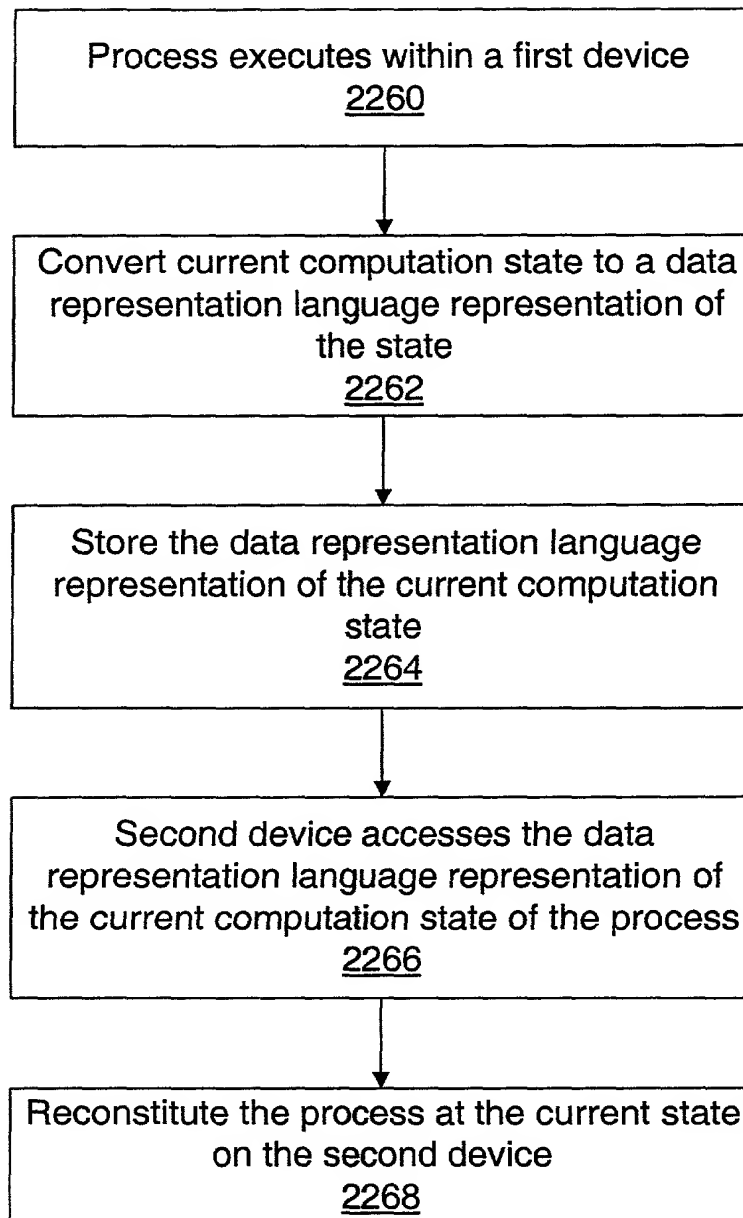 Process executes within a first device
2260
Convert current computation state to a data
representation language representation of
the state
2262
Store the data representation language
representation of the current computation
state
2264
Second device accesses the data
representation language representation of
the current computation state of the process
2266
Reconstitute the process at the current state
on the second device
2268